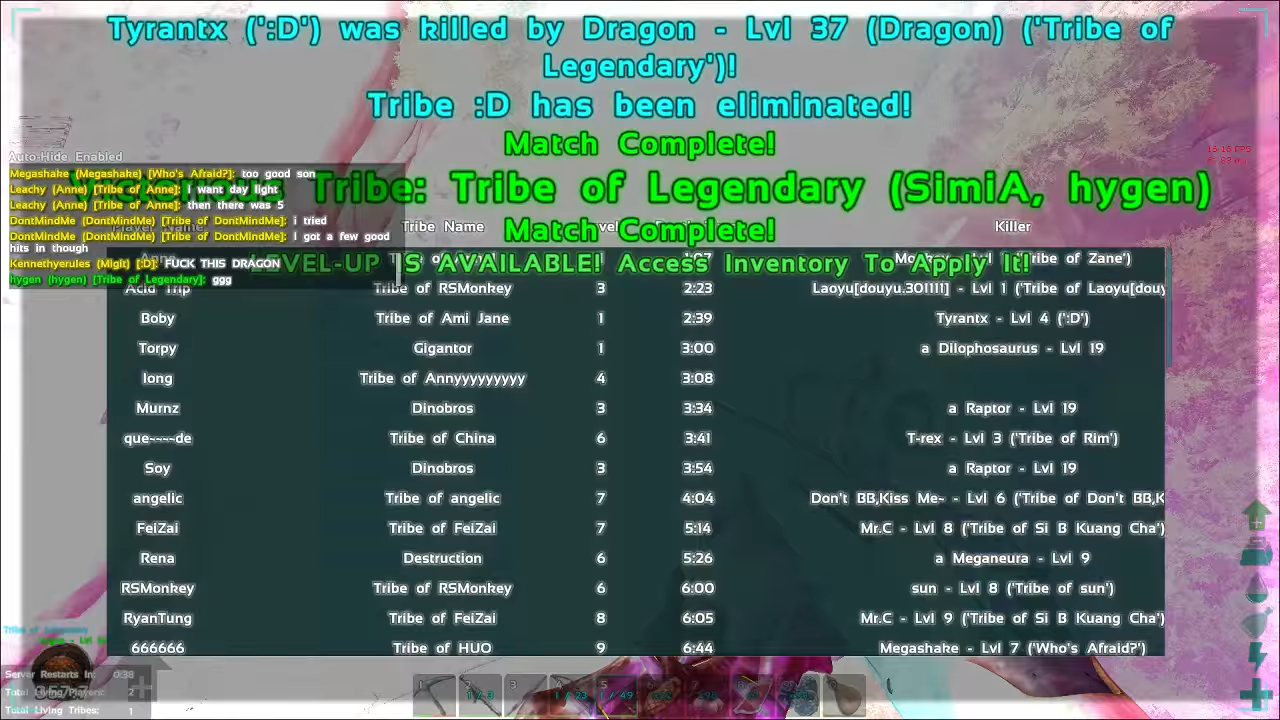 Tyrantx (':D') was killed by Dragon - Lvl 37 (Dragon) ('Tribe of
Legendary')!
Tribe :D has been eliminated!
Match Complete!
Tribe: Tribe of Legendary (SimiA, hygen)
Match Complete!
LEVEL-UP IS AVAILABLE! Access Inventory To Apply It!
Auto-Hide Enabled
Megashake (Megashake) [Who's Afraid?]: too good son
Leachy (Anne) [Tribe of Anne]: I want day light
Leachy (Anne) [Tribe of Anne]: then there was 5
DontMindMe (DontMindMe) [Tribe of DontMindMe]: i tried
DontMindMe (DontMindMe) [Tribe of DontMindMe]: I got a few good
hits in though
Kennethyerules (Migit) [:D]: FUCK THIS DRAGON
hygen (hygen) [Tribe of Legendary]: ggg
Player Name Tribe Name Killer
Acid Trip Tribe of RSMonkey 3 2:23 Laoyu[douyu.301111] - Lvl 1 ('Tribe of Laoyu[douy
Boby Tribe of Ami Jane 1 2:39 Tyrantx - Lvl 4 (':D')
Torpy Gigantor 1 3:00 a Dilophosaurus - Lvl 19
long Tribe of Annyyyyyyyyy 4 3:08
Murnz Dinobros 3 3:34 a Raptor - Lvl 19
que~~~~de Tribe of China 6 3:41 T-rex - Lvl 3 ('Tribe of Rim')
Soy Dinobros 3 3:54 a Raptor - Lvl 19
angelic Tribe of angelic 7 4:04 Don't BB,Kiss Me~ - Lvl 6 ('Tribe of Don't BB,K
FeiZai Tribe of FeiZai 7 5:14 Mr.C - Lvl 8 ('Tribe of Si B Kuang Cha')
Rena Destruction 6 5:26 a Meganeura - Lvl 9
RSMonkey Tribe of RSMonkey 6 6:00 sun - Lvl 8 ('Tribe of sun')
RyanTung Tribe of FeiZai 8 6:05 Mr.C - Lvl 9 ('Tribe of Si B Kuang Cha')
666666 Tribe of HUO 9 6:44 Megashake - Lvl 7 ('Who's Afraid?')
Server Restarts In: 0:38
Total Living Players: 2
Total Living Tribes: 1